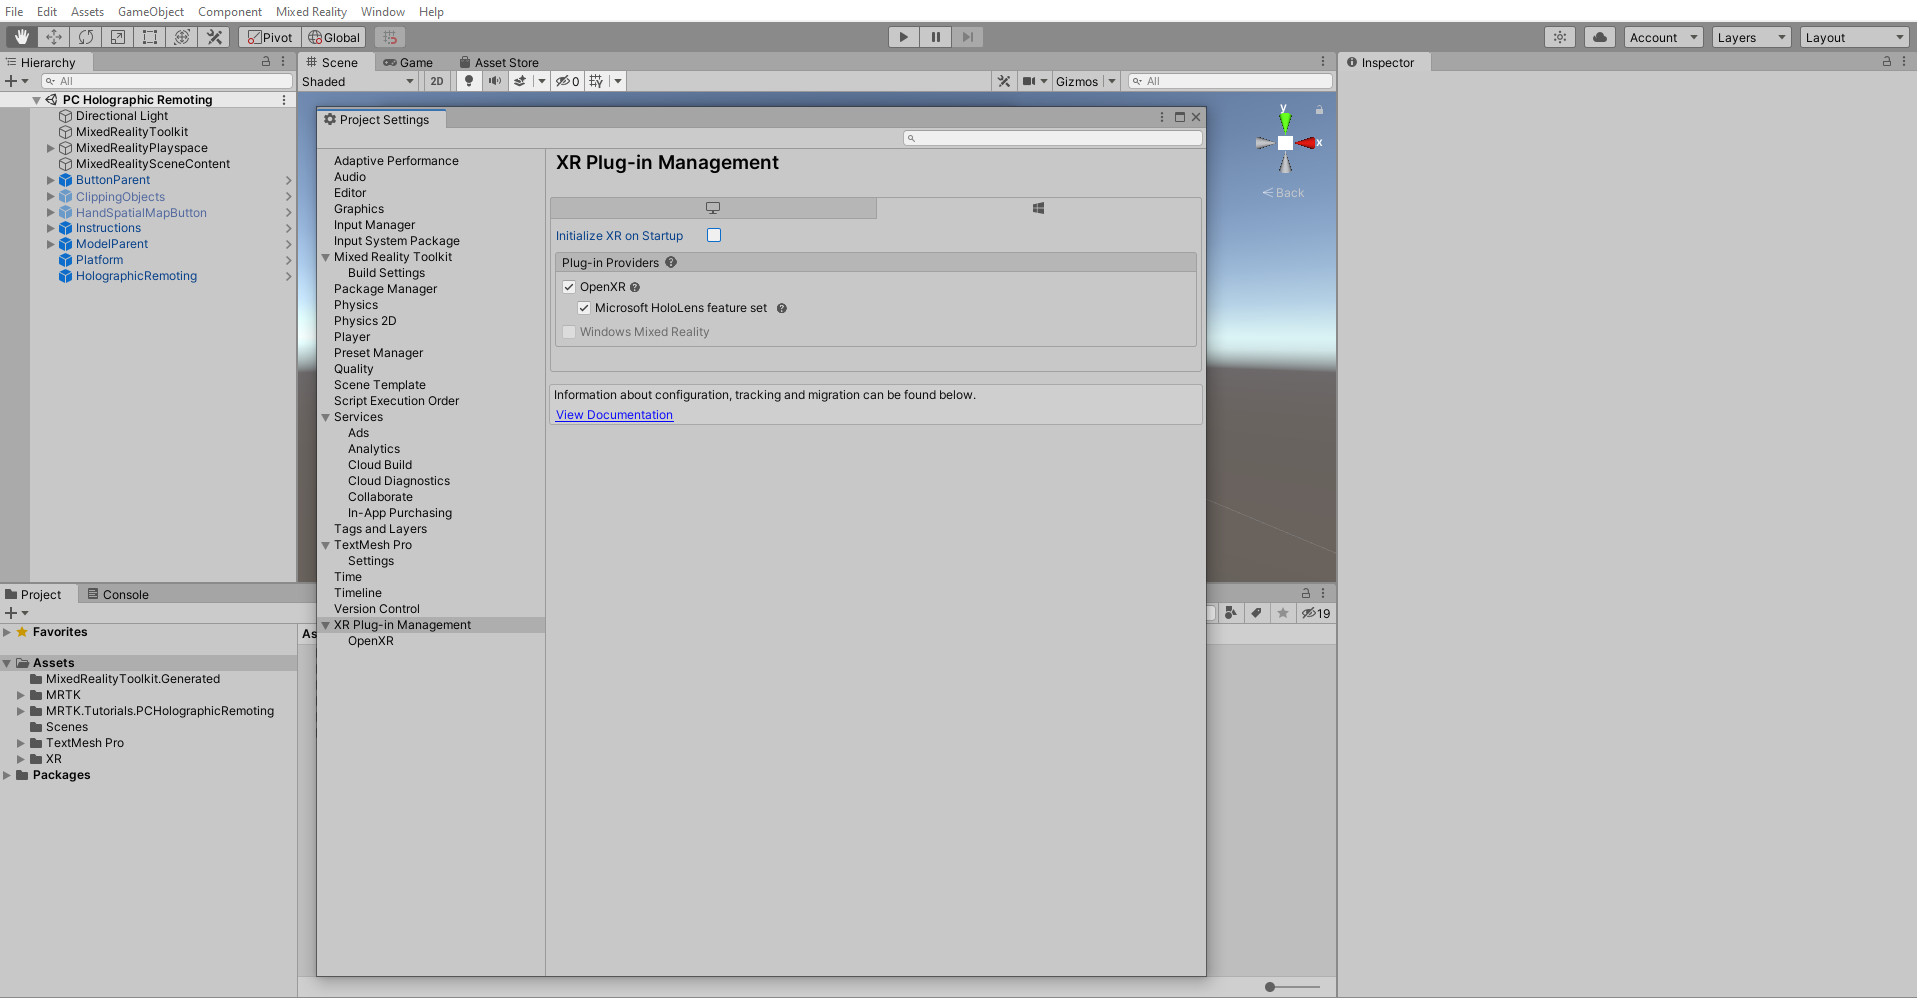 File Edit Assets GameObject Component Mixed Reality Window Help
Pivot Global Account Layers Layout
Hierarchy
All
PC Holographic Remoting
Directional Light
MixedRealityToolkit
MixedRealityPlayspace
MixedRealitySceneContent
ButtonParent
ClippingObjects
HandSpatialMapButton
Instructions
ModelParent
Platform
HolographicRemoting
Scene Game Asset Store
Shaded 2D 0 Gizmos All
y
x
Back
Inspector
Project Settings
Adaptive Performance
Audio
Editor
Graphics
Input Manager
Input System Package
Mixed Reality Toolkit
Build Settings
Package Manager
Physics
Physics 2D
Player
Preset Manager
Quality
Scene Template
Script Execution Order
Services
Ads
Analytics
Cloud Build
Cloud Diagnostics
Collaborate
In-App Purchasing
Tags and Layers
TextMesh Pro
Settings
Time
Timeline
Version Control
XR Plug-in Management
OpenXR
XR Plug-in Management
Initialize XR on Startup
Plug-in Providers
OpenXR
Microsoft HoloLens feature set
Windows Mixed Reality
Information about configuration, tracking and migration can be found below.
View Documentation
Project Console
19
Favorites
As
Assets
MixedRealityToolkit.Generated
MRTK
MRTK.Tutorials.PCHolographicRemoting
Scenes
TextMesh Pro
XR
Packages